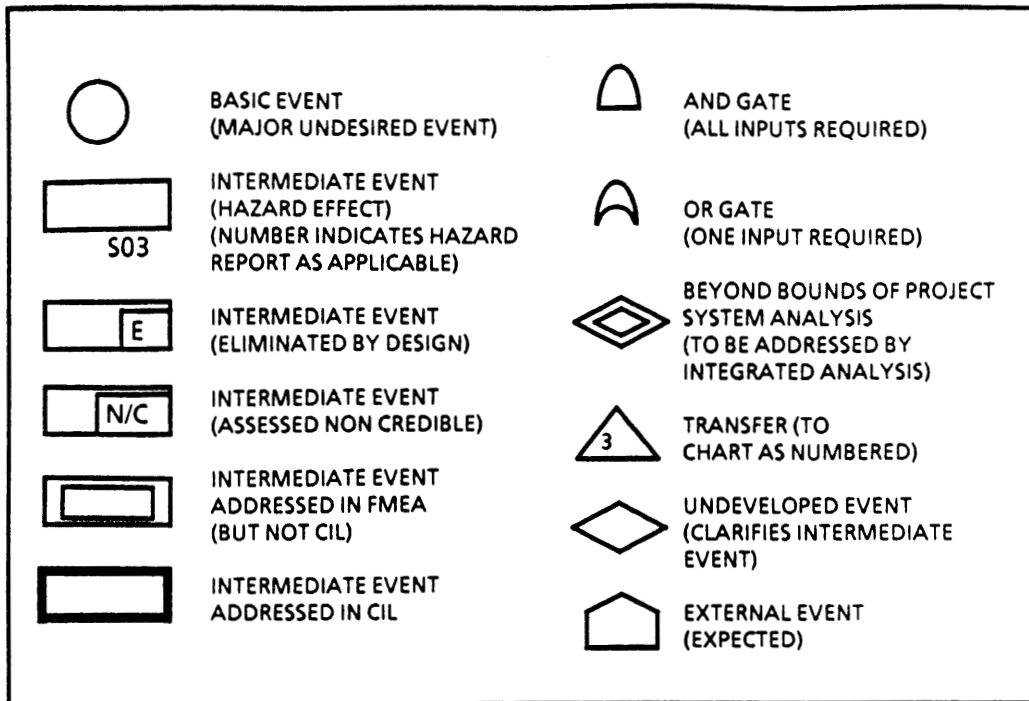 BASIC EVENT
(MAJOR UNDESIRED EVENT)
INTERMEDIATE EVENT
(HAZARD EFFECT)
(NUMBER INDICATES HAZARD
REPORT AS APPLICABLE)
S03
E
INTERMEDIATE EVENT
(ELIMINATED BY DESIGN)
N/C
INTERMEDIATE EVENT
(ASSESSED NON CREDIBLE)
INTERMEDIATE EVENT
ADDRESSED IN FMEA
(BUT NOT CIL)
INTERMEDIATE EVENT
ADDRESSED IN CIL
AND GATE
(ALL INPUTS REQUIRED)
OR GATE
(ONE INPUT REQUIRED)
BEYOND BOUNDS OF PROJECT
SYSTEM ANALYSIS
(TO BE ADDRESSED BY
INTEGRATED ANALYSIS)
3
TRANSFER (TO
CHART AS NUMBERED)
UNDEVELOPED EVENT
(CLARIFIES INTERMEDIATE
EVENT)
EXTERNAL EVENT
(EXPECTED)